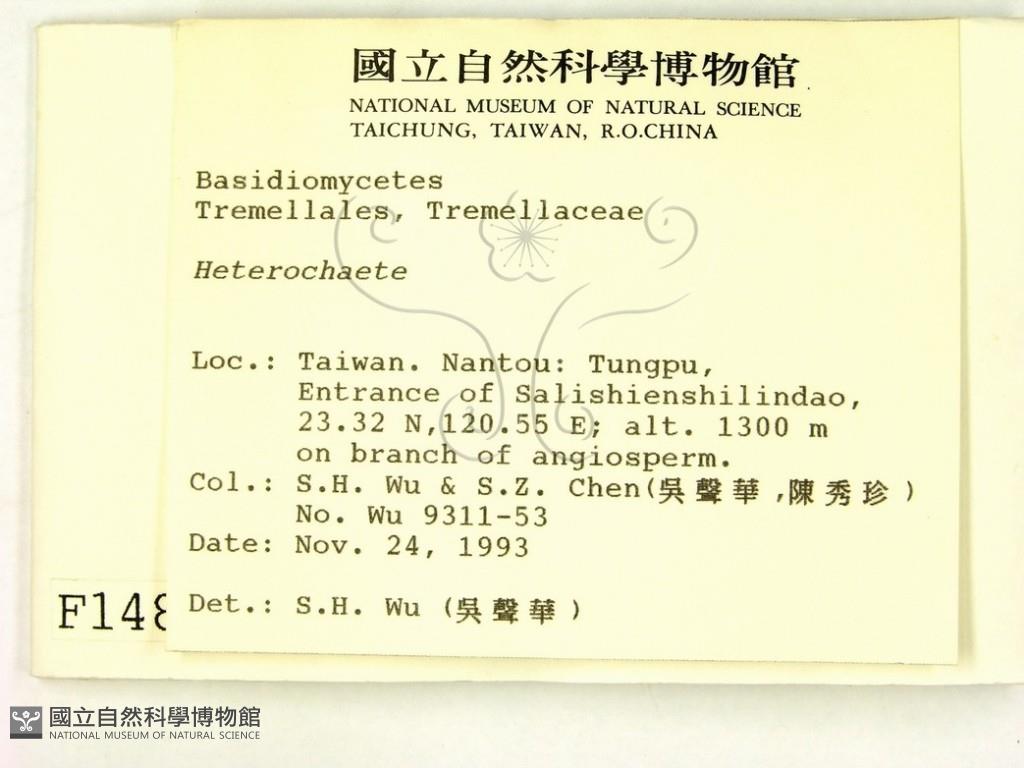 國立自然科學博物館
NATIONAL MUSEUM OF NATURAL SCIENCE
TAICHUNG, TAIWAN, R.O.CHINA
Basidiomycetes
Tremellales, Tremellaceae
Heterochaete
Loc.: Taiwan. Nantou: Tungpu,
Entrance of Salishienshilindao,
23.32 N,120.55 E; alt. 1300 m
on branch of angiosperm.
Col.: S.H. Wu & S.Z. Chen(吳聲華,陳秀珍)
No. Wu 9311-53
Date: Nov. 24, 1993
Det.: S.H. Wu (吳聲華)
F148
國立自然科學博物館
NATIONAL MUSEUM OF NATURAL SCIENCE